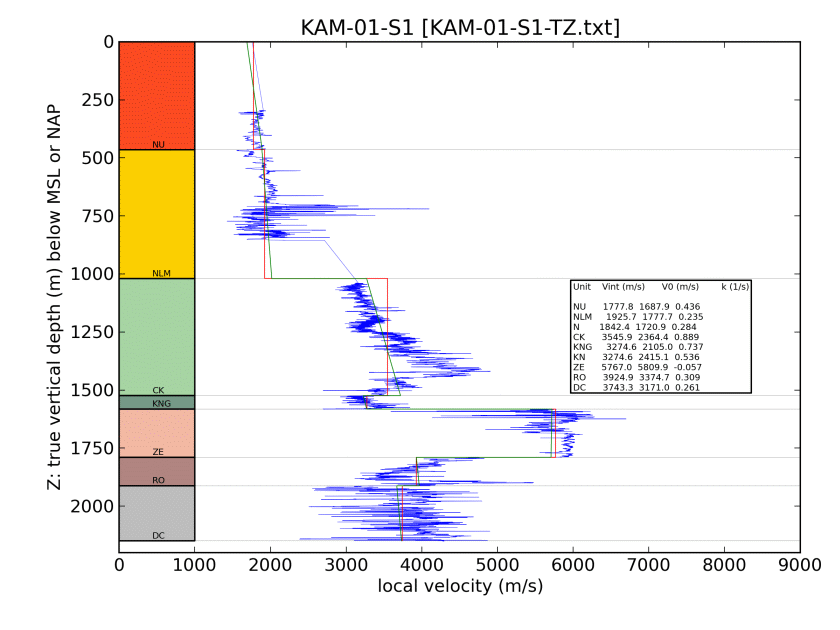 KAM-01-S1 [KAM-01-S1-TZ.txt]
Z: true vertical depth (m) below MSL or NAP
0
250
500
750
1000
1250
1500
1750
2000
NU
NLM
CK
KNG
ZE
RO
DC
Unit Vint (m/s) V0 (m/s) k (1/s)
NU 1777.8 1687.9 0.436
NLM 1925.7 1777.7 0.235
N 1842.4 1720.9 0.284
CK 3545.9 2364.4 0.889
KNG 3274.6 2105.0 0.737
KN 3274.6 2415.1 0.536
ZE 5767.0 5809.9 -0.057
RO 3924.9 3374.7 0.309
DC 3743.3 3171.0 0.261
0 1000 2000 3000 4000 5000 6000 7000 8000 9000
local velocity (m/s)